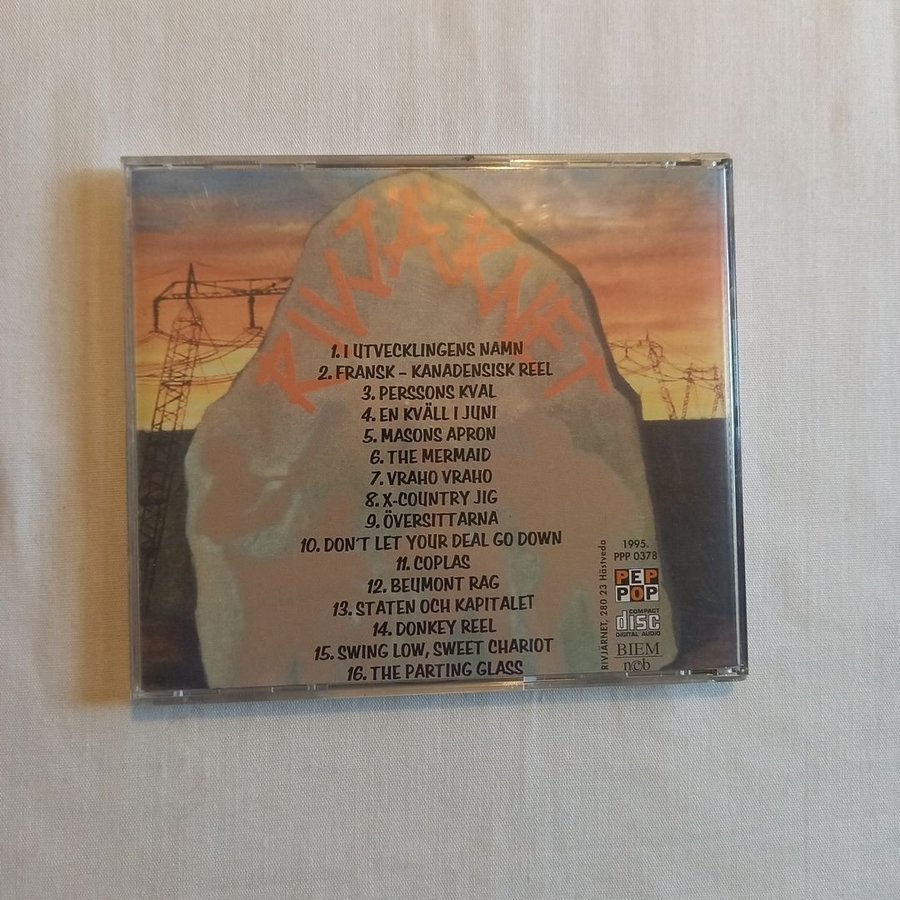 RIVJÄRNET
1. I UTVECKLINGENS NAMN
2. FRANSK - KANADENSISK REEL
3. PERSSONS KVAL
4. EN KVÄLL I JUNI
5. MASONS APRON
6. THE MERMAID
7. VRAHO VRAHO
8. X-COUNTRY JIG
9. ÖVERSITTARNA
10. DON´T LET YOUR DEAL GO DOWN
11. COPLAS
12. BEUMONT RAG
13. STATEN OCH KAPITALET
14. DONKEY REEL
15. SWING LOW, SWEET CHARIOT
16. THE PARTING GLASS
RIVJÄRNET, 280 23 Hästveda
1995.
PPP 0378
PEP
POP
COMPACT
disc
DIGITAL AUDIO
BIEM
n©b